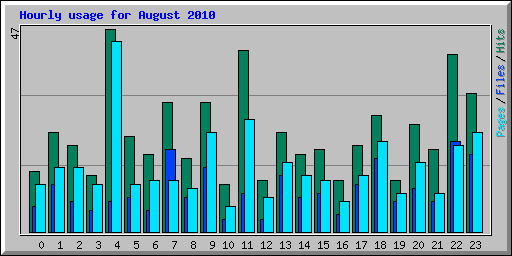 Hourly usage for August 2010
47
Pages / Files / Hits
0 1 2 3 4 5 6 7 8 9 10 11 12 13 14 15 16 17 18 19 20 21 22 23